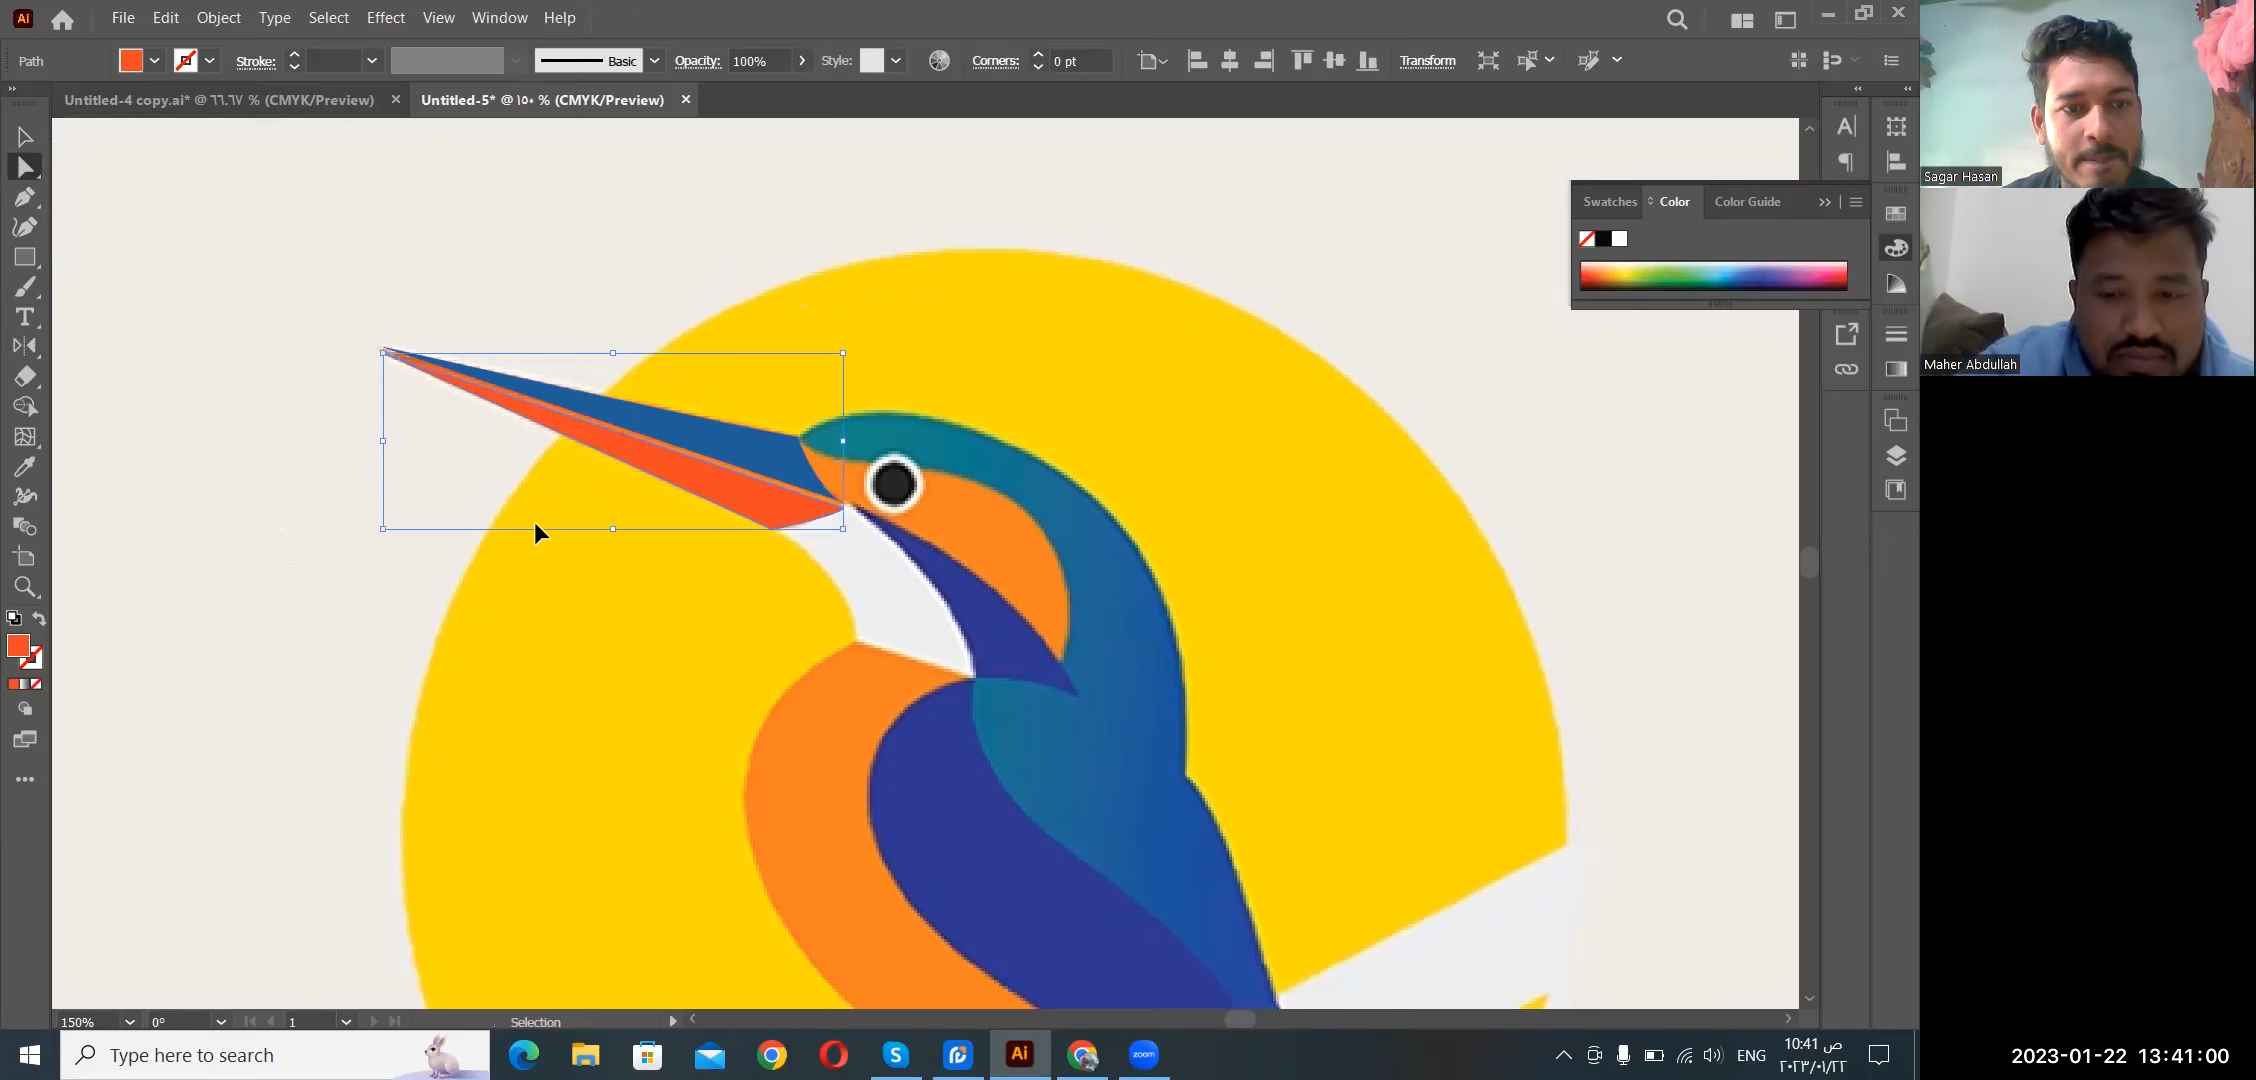 Ai File Edit Object Type Select Effect View Window Help
Path Stroke: Basic Opacity: 100% Style: Corners: 0 pt Transform
Untitled-4 copy.ai* @ ٦٦.٦٧ % (CMYK/Preview) Untitled-5* @ ١٥٠ % (CMYK/Preview)
Swatches Color Color Guide
Sagar Hasan
Maher Abdullah
150% 0° 1 Selection
Type here to search
S Ai zoom
ENG
10:41 ص
٢٠٢٣/٠١/٢٢
2023-01-22 13:41:00